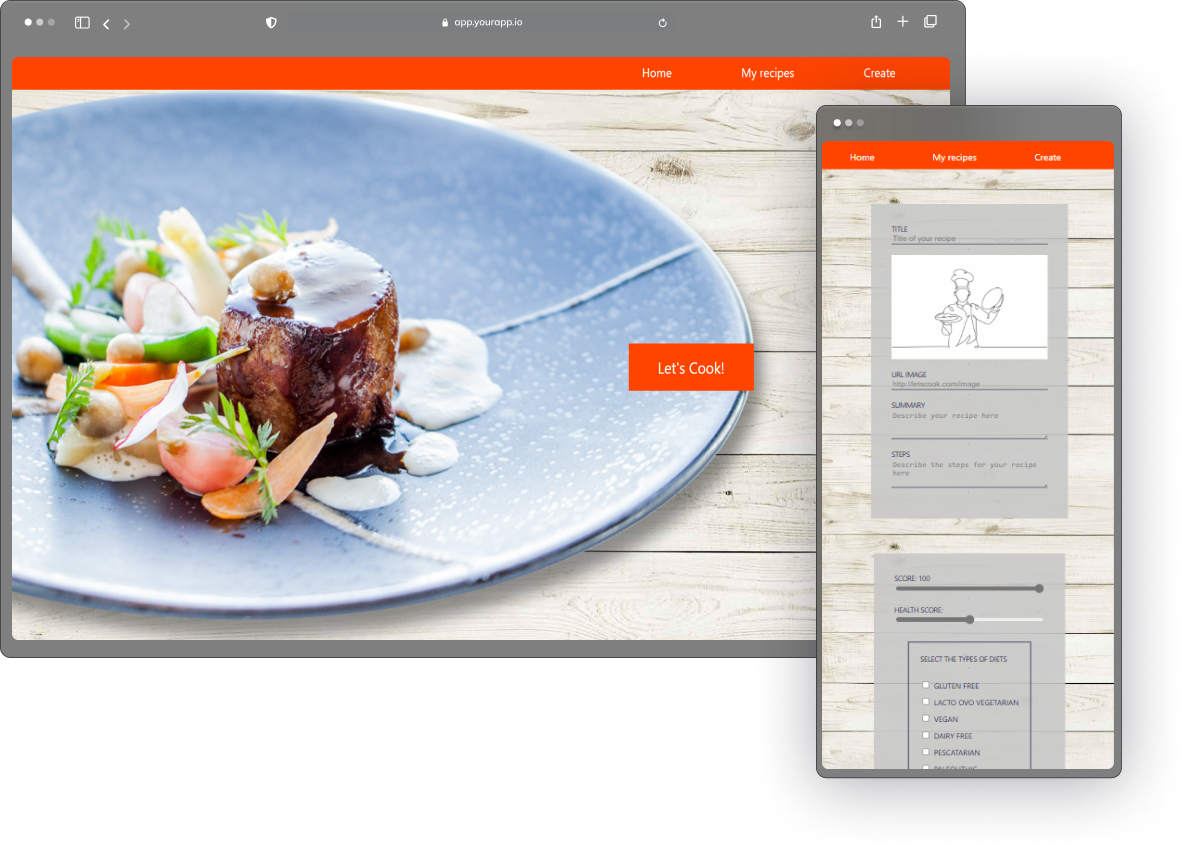 app.yourapp.io
Home My recipes Create
Let's Cook!
Home My recipes Create
TITLE
Title of your recipe
URL IMAGE
http://letscook.com/image
SUMMARY
Describe your recipe here
STEPS
Describe the steps for your recipe
here
SCORE: 100
HEALTH SCORE:
SELECT THE TYPES OF DIETS
GLUTEN FREE
LACTO OVO VEGETARIAN
VEGAN
DAIRY FREE
PESCATARIAN